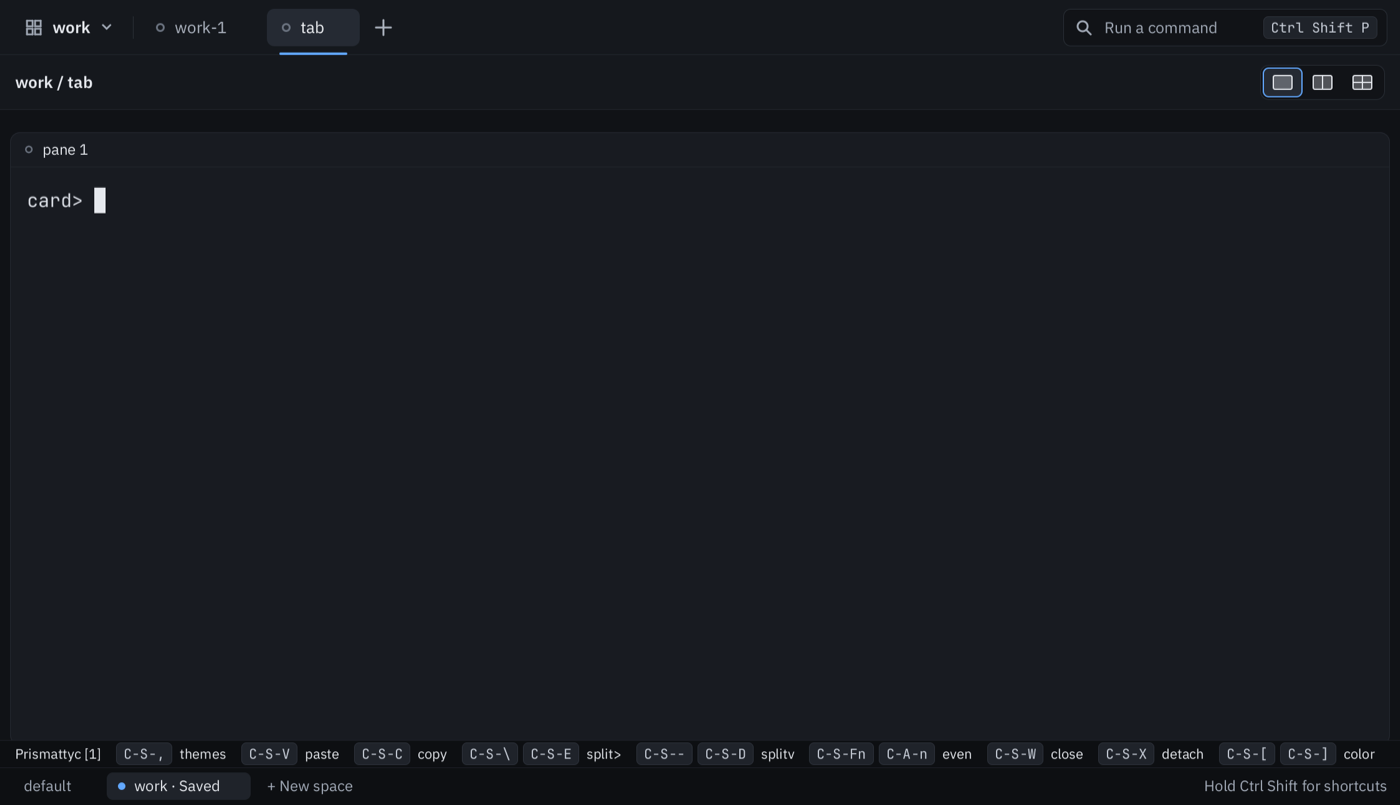 work work-1 tab + Run a command Ctrl Shift P
work / tab
pane 1
card>
Prismattyc [1] C-S-, themes C-S-V paste C-S-C copy C-S-\ C-S-E split> C-S-- C-S-D splitv C-S-Fn C-A-n even C-S-W close C-S-X detach C-S-[ C-S-] color
default work · Saved + New space Hold Ctrl Shift for shortcuts